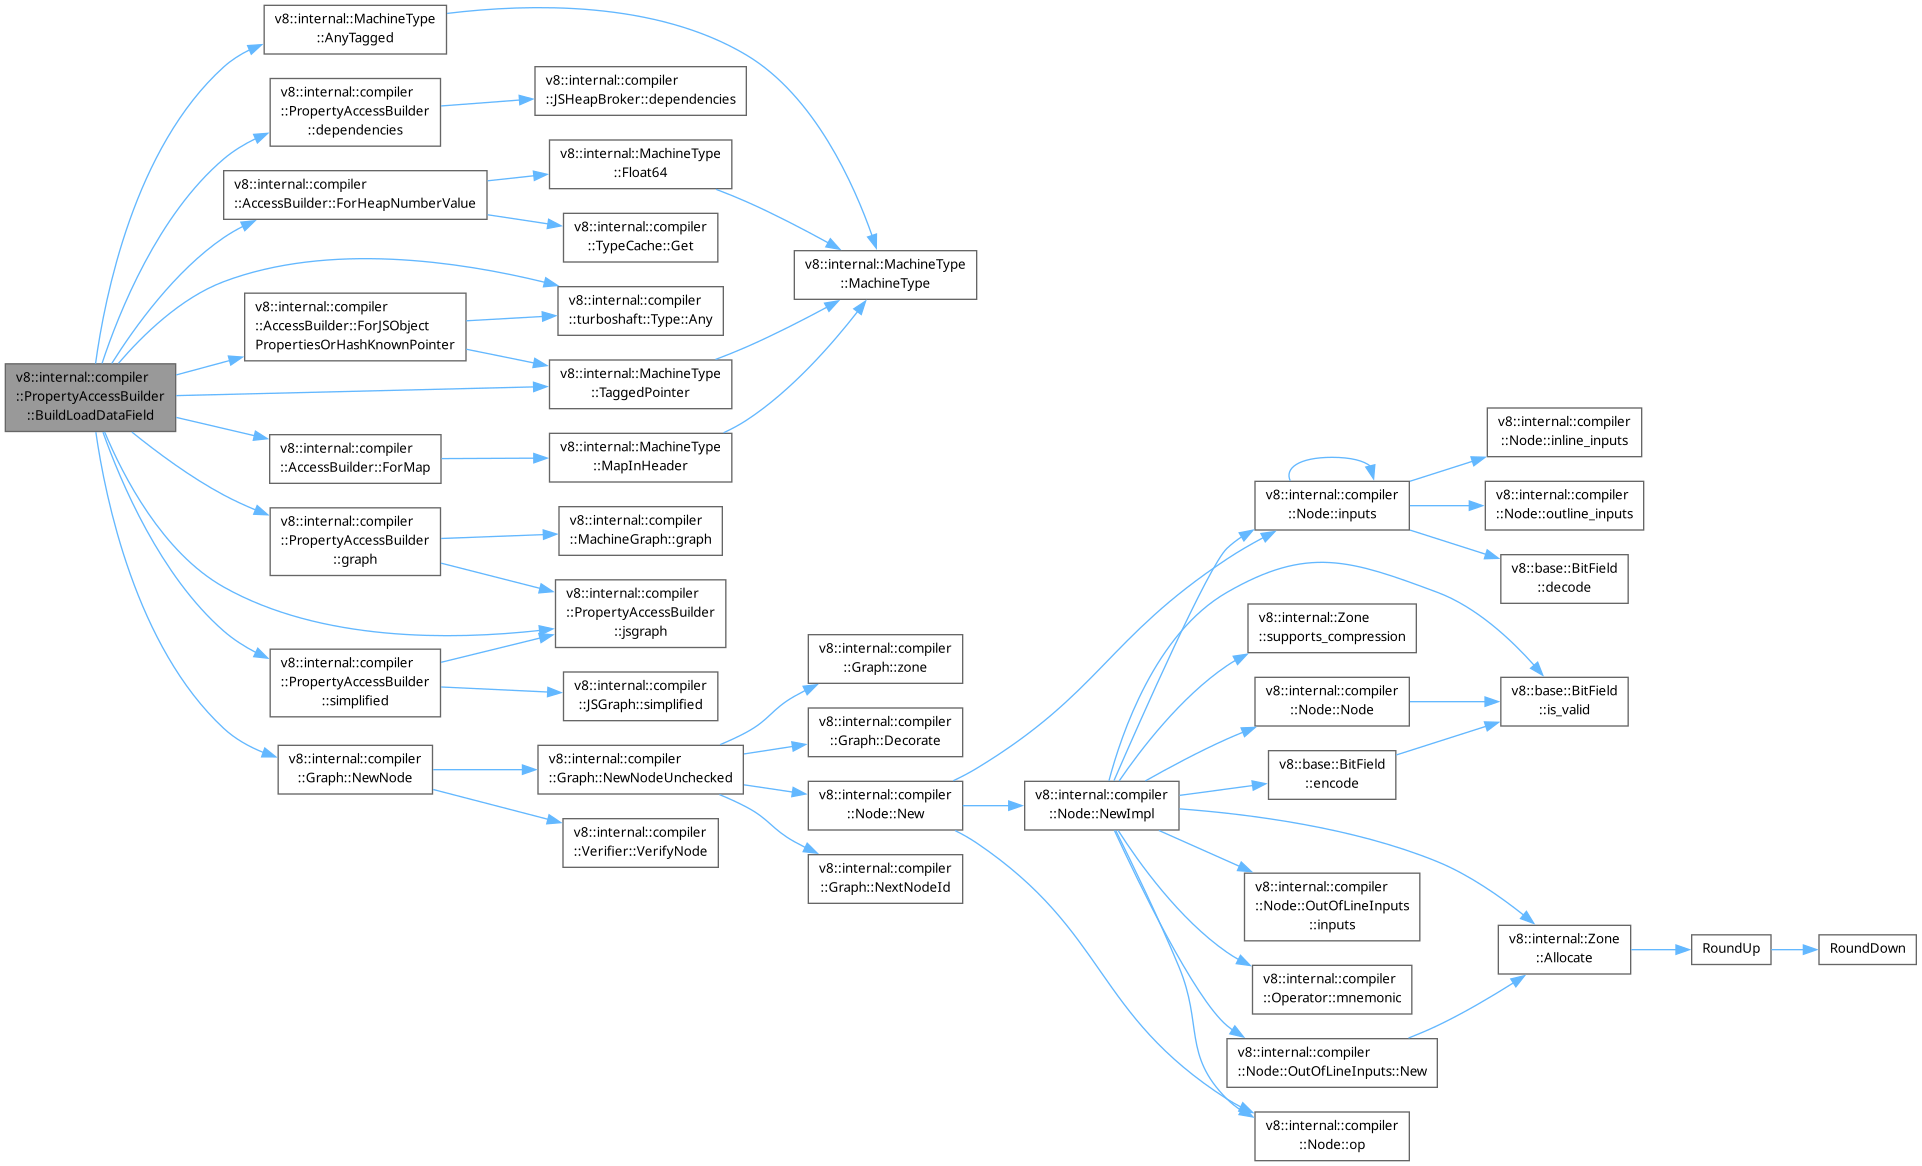 v8::internal::compiler
::PropertyAccessBuilder
::BuildLoadDataField
v8::internal::MachineType
::AnyTagged
v8::internal::compiler
::PropertyAccessBuilder
::dependencies
v8::internal::compiler
::AccessBuilder::ForHeapNumberValue
v8::internal::compiler
::AccessBuilder::ForJSObject
PropertiesOrHashKnownPointer
v8::internal::compiler
::AccessBuilder::ForMap
v8::internal::compiler
::PropertyAccessBuilder
::graph
v8::internal::compiler
::PropertyAccessBuilder
::simplified
v8::internal::compiler
::Graph::NewNode
v8::internal::compiler
::JSHeapBroker::dependencies
v8::internal::MachineType
::Float64
v8::internal::compiler
::TypeCache::Get
v8::internal::compiler
::turboshaft::Type::Any
v8::internal::MachineType
::TaggedPointer
v8::internal::MachineType
::MapInHeader
v8::internal::compiler
::MachineGraph::graph
v8::internal::compiler
::PropertyAccessBuilder
::jsgraph
v8::internal::compiler
::JSGraph::simplified
v8::internal::compiler
::Graph::NewNodeUnchecked
v8::internal::compiler
::Verifier::VerifyNode
v8::internal::MachineType
::MachineType
v8::internal::compiler
::Graph::zone
v8::internal::compiler
::Graph::Decorate
v8::internal::compiler
::Node::New
v8::internal::compiler
::Graph::NextNodeId
v8::internal::compiler
::Node::NewImpl
v8::internal::compiler
::Node::inputs
v8::internal::Zone
::supports_compression
v8::internal::compiler
::Node::Node
v8::base::BitField
::encode
v8::internal::compiler
::Node::OutOfLineInputs
::inputs
v8::internal::compiler
::Operator::mnemonic
v8::internal::compiler
::Node::OutOfLineInputs::New
v8::internal::compiler
::Node::op
v8::internal::compiler
::Node::inline_inputs
v8::internal::compiler
::Node::outline_inputs
v8::base::BitField
::decode
v8::base::BitField
::is_valid
v8::internal::Zone
::Allocate
RoundUp
RoundDown